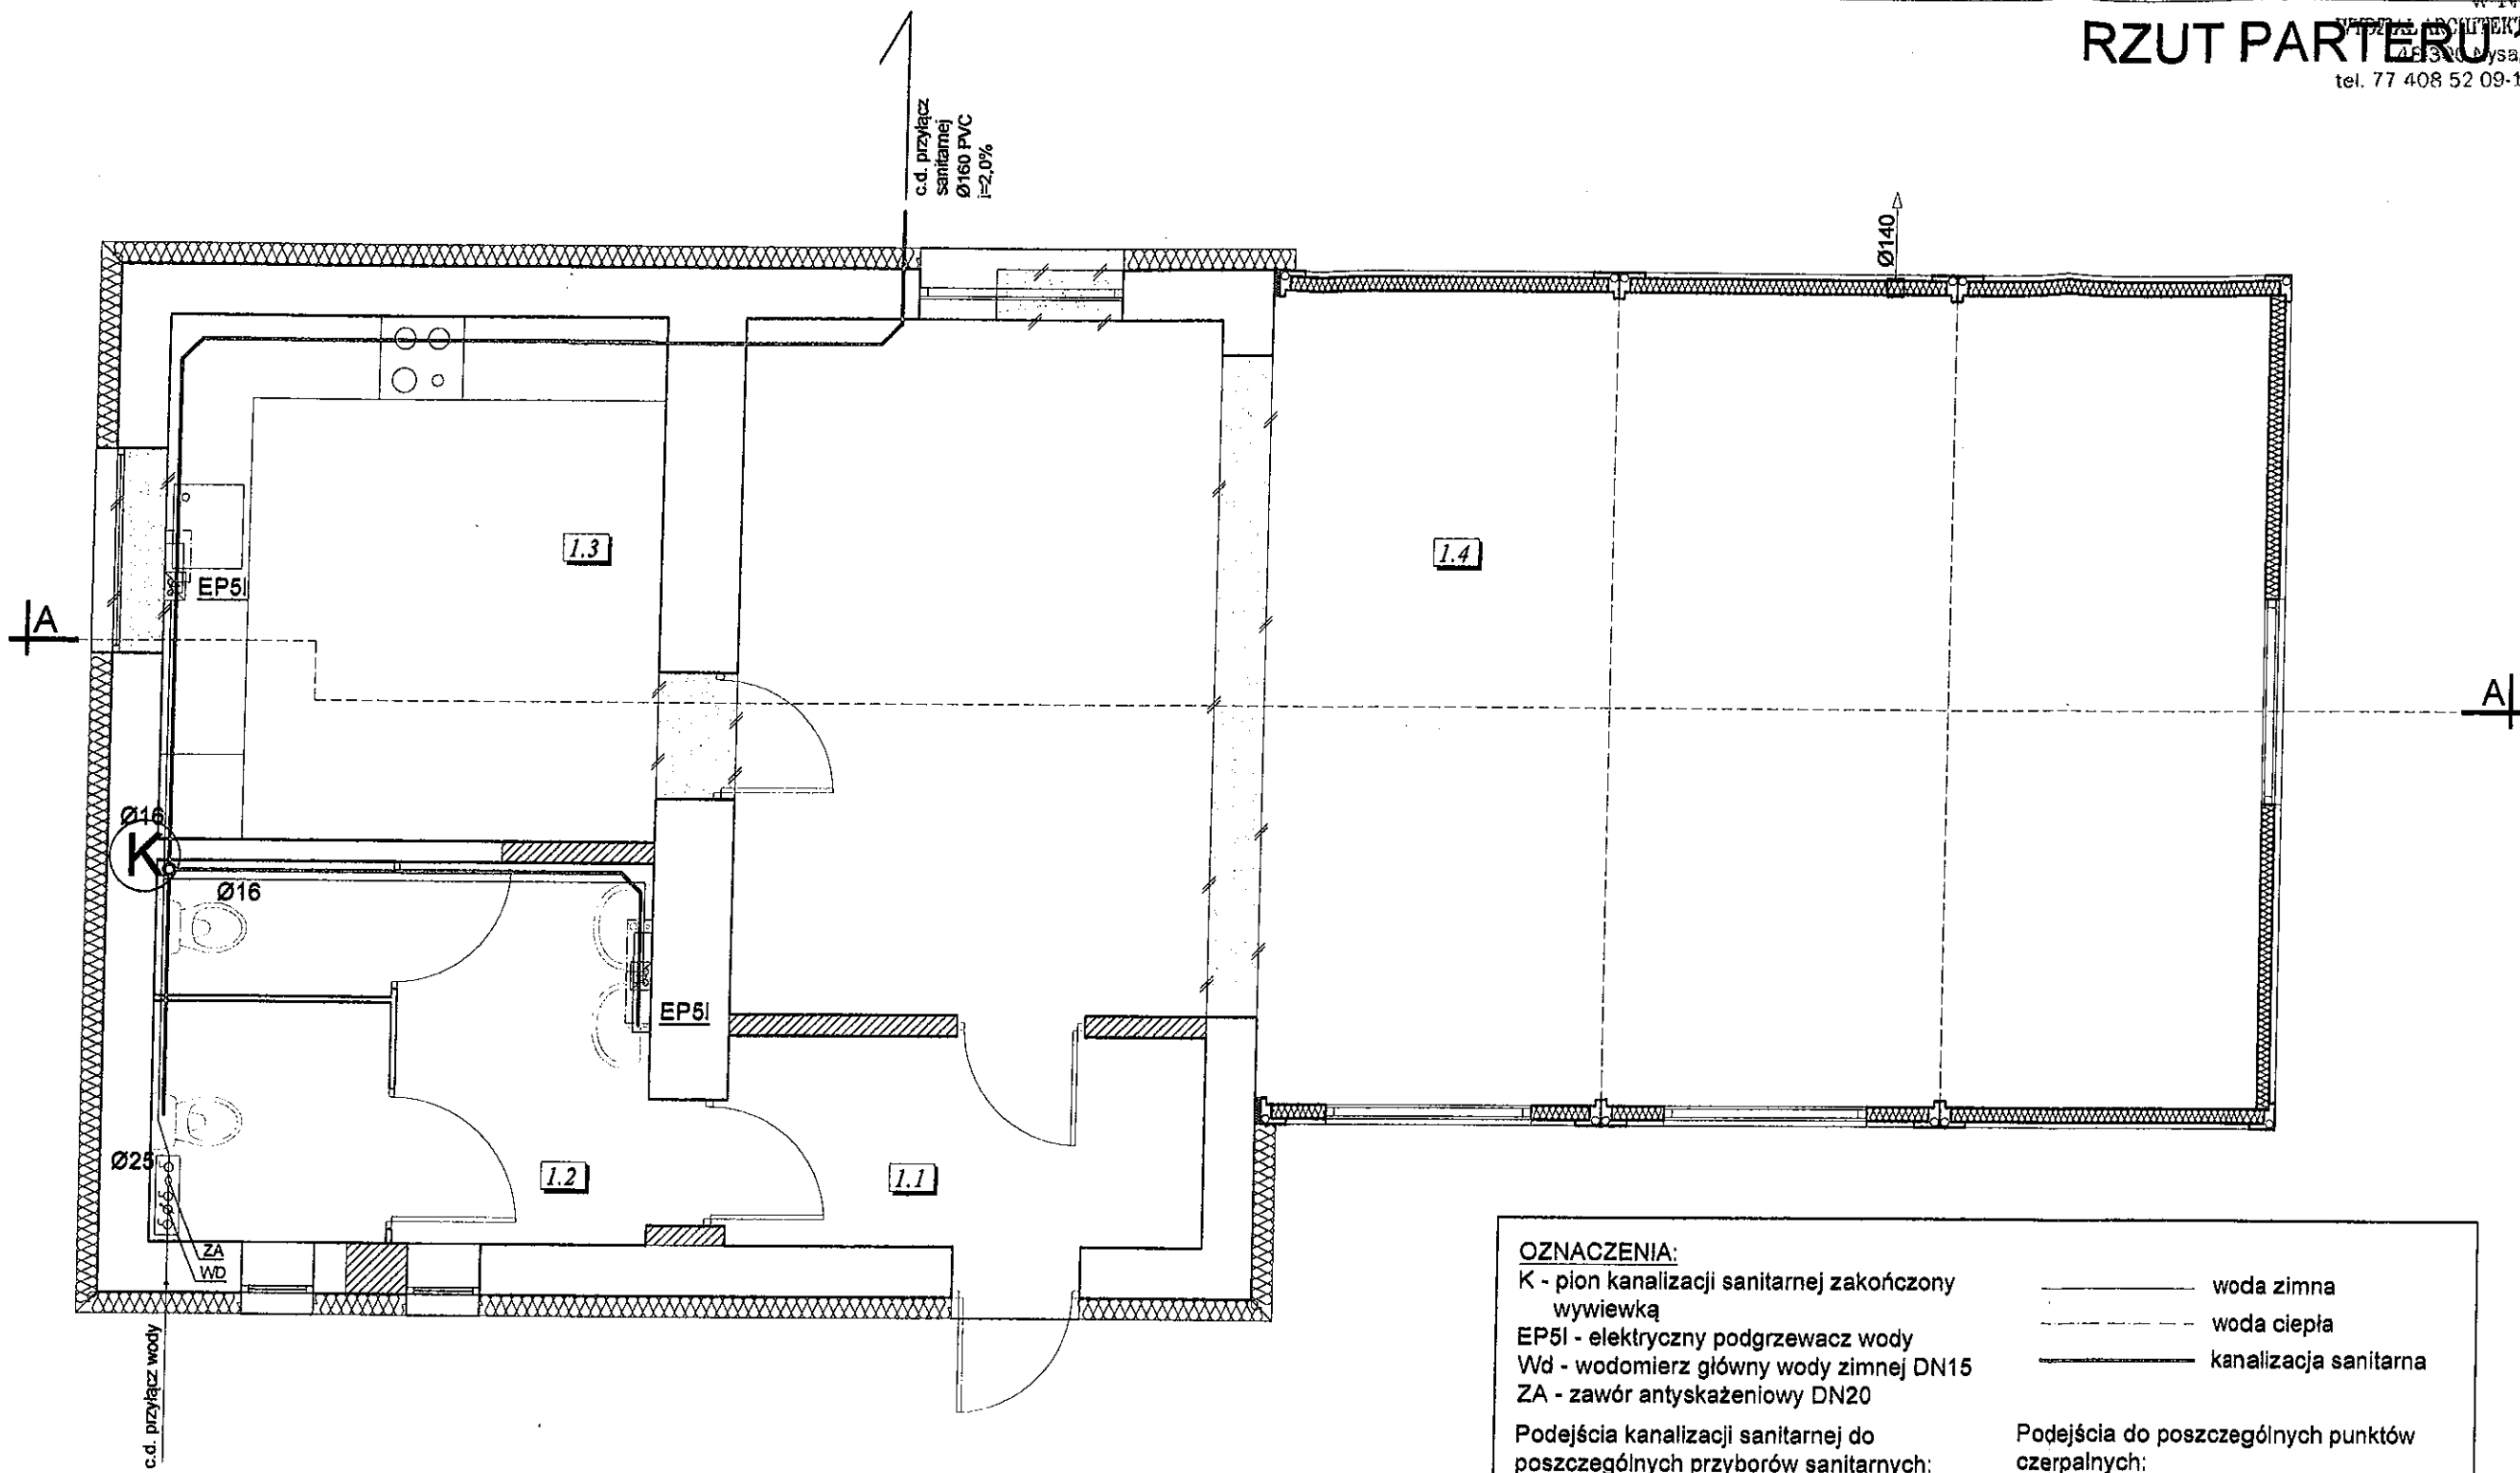 RZUT PARTERU
tel. 77 408 52 09-1
c.d. przyłącz
sanitarnej
Ø160 PVC
i=2,0%
Ø140
1.3
1.4
EP5l
A
A
Ø16
K
Ø16
EP5l
Ø25
1.2
1.1
ZA
WD
c.d. przyłącz wody
OZNACZENIA:
K - pion kanalizacji sanitarnej zakończony
wywiewką
EP5l - elektryczny podgrzewacz wody
Wd - wodomierz główny wody zimnej DN15
ZA - zawór antyskażeniowy DN20
woda zimna
woda ciepła
kanalizacja sanitarna
Podejścia kanalizacji sanitarnej do
poszczególnych przyborów sanitarnych:
Podejścia do poszczególnych punktów
czerpalnych: